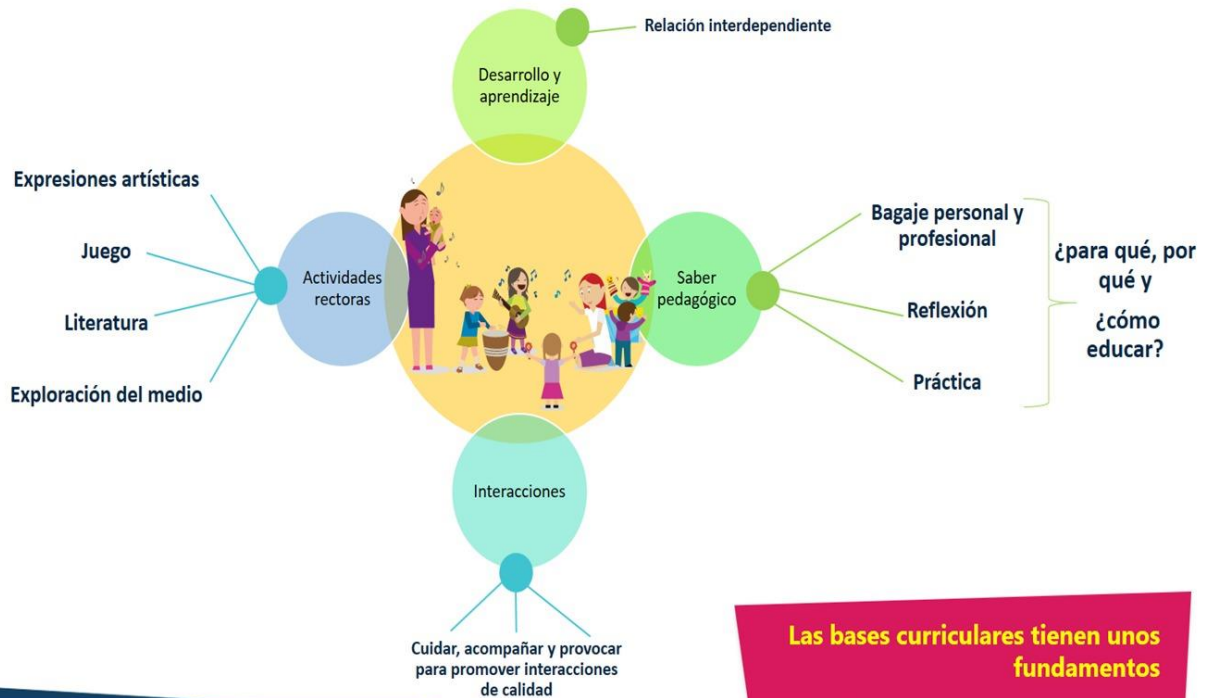 Relación interdependiente
Desarrollo y
aprendizaje
Expresiones artísticas
Juego
Literatura
Exploración del medio
Actividades
rectoras
Saber
pedagógico
Bagaje personal y
profesional
Reflexión
Práctica
¿para qué, por
qué y
¿cómo
educar?
Interacciones
Cuidar, acompañar y provocar
para promover interacciones
de calidad
Las bases curriculares tienen unos
fundamentos